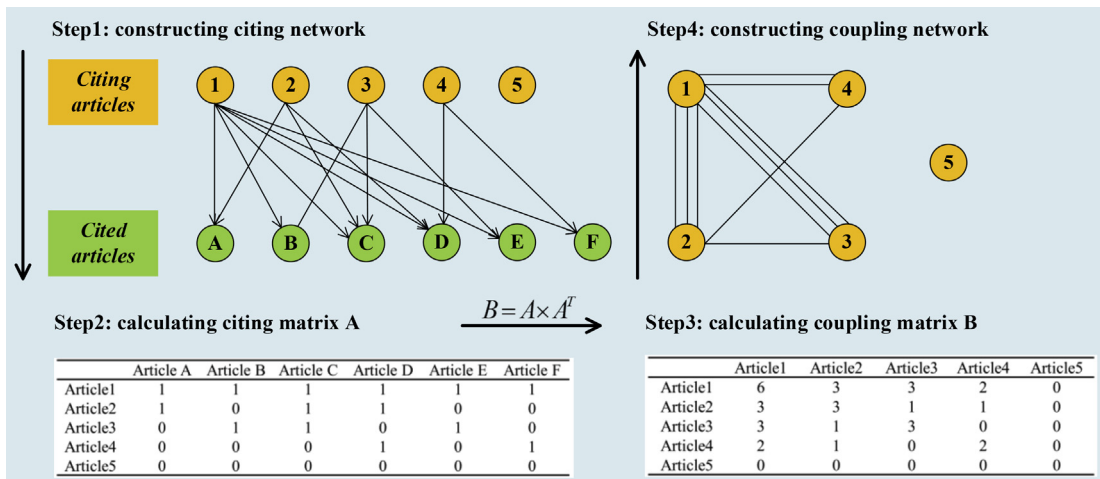 Step1: constructing citing network
Citing
articles
1 2 3 4 5
A B C D E F
Cited
articles
Step4: constructing coupling network
1 4
5
2 3
Step2: calculating citing matrix A
B = A × A^T
Step3: calculating coupling matrix B
Article A Article B Article C Article D Article E Article F
Article1 1 1 1 1 1 1
Article2 1 0 1 1 0 0
Article3 0 1 1 0 1 0
Article4 0 0 0 1 0 1
Article5 0 0 0 0 0 0
Article1 Article2 Article3 Article4 Article5
Article1 6 3 3 2 0
Article2 3 3 1 1 0
Article3 3 1 3 0 0
Article4 2 1 0 2 0
Article5 0 0 0 0 0